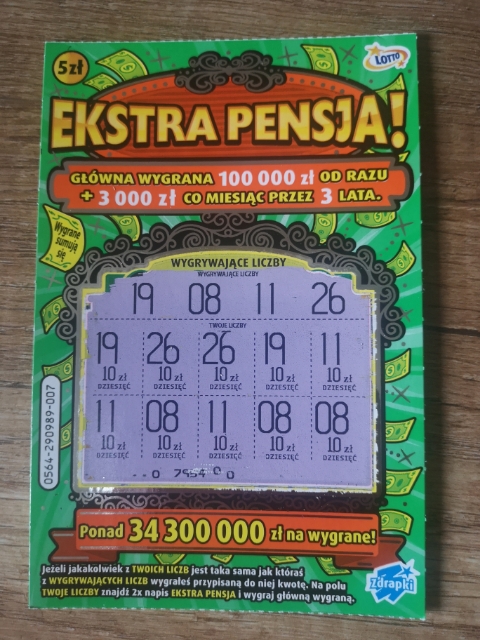 5 zł
LOTTO
EKSTRA PENSJA!
GŁÓWNA WYGRANA 100 000 zł OD RAZU
+ 3 000 zł CO MIESIĄC PRZEZ 3 LATA.
Wygrane
sumują
się
WYGRYWAJĄCE LICZBY
WYGRYWAJĄCE LICZBY
19 08 11 26
TWOJE LICZBY
19 26 26 19 11
10 zł 10 zł 10 zł 10 zł 10 zł
DZIESIĘĆ DZIESIĘĆ DZIESIĘĆ DZIESIĘĆ DZIESIĘĆ
11 08 11 08 08
10 zł 10 zł 10 zł 10 zł 10 zł
DZIESIĘĆ DZIESIĘĆ DZIESIĘĆ DZIESIĘĆ DZIESIĘĆ
0564-290989-007
Ponad 34 300 000 zł na wygrane!
Jeżeli jakakolwiek z TWOICH LICZB jest taka sama jak któraś
z WYGRYWAJĄCYCH LICZB wygrałeś przypisaną do niej kwotę. Na polu
TWOJE LICZBY znajdź 2x napis EKSTRA PENSJA i wygraj główną wygraną.
Zdrapki